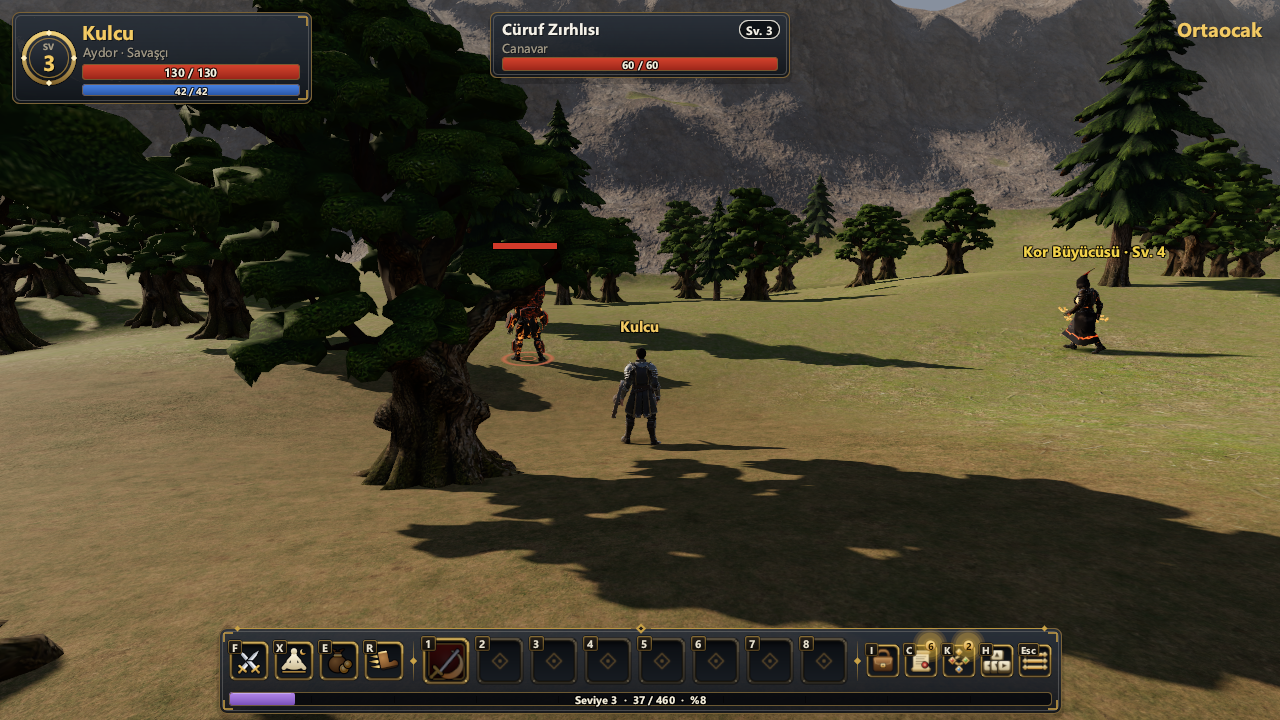 Kulcu
SV
3
Aydor · Savaşçı
130 / 130
42 / 42
Cüruf Zırhlısı
Sv. 3
Canavar
60 / 60
Ortaocak
Kor Büyücüsü · Sv. 4
Kulcu
F
X
E
R
1
2
3
4
5
6
7
8
I
C
6
K
2
H
Esc
Seviye 3 · 37 / 460 · %8